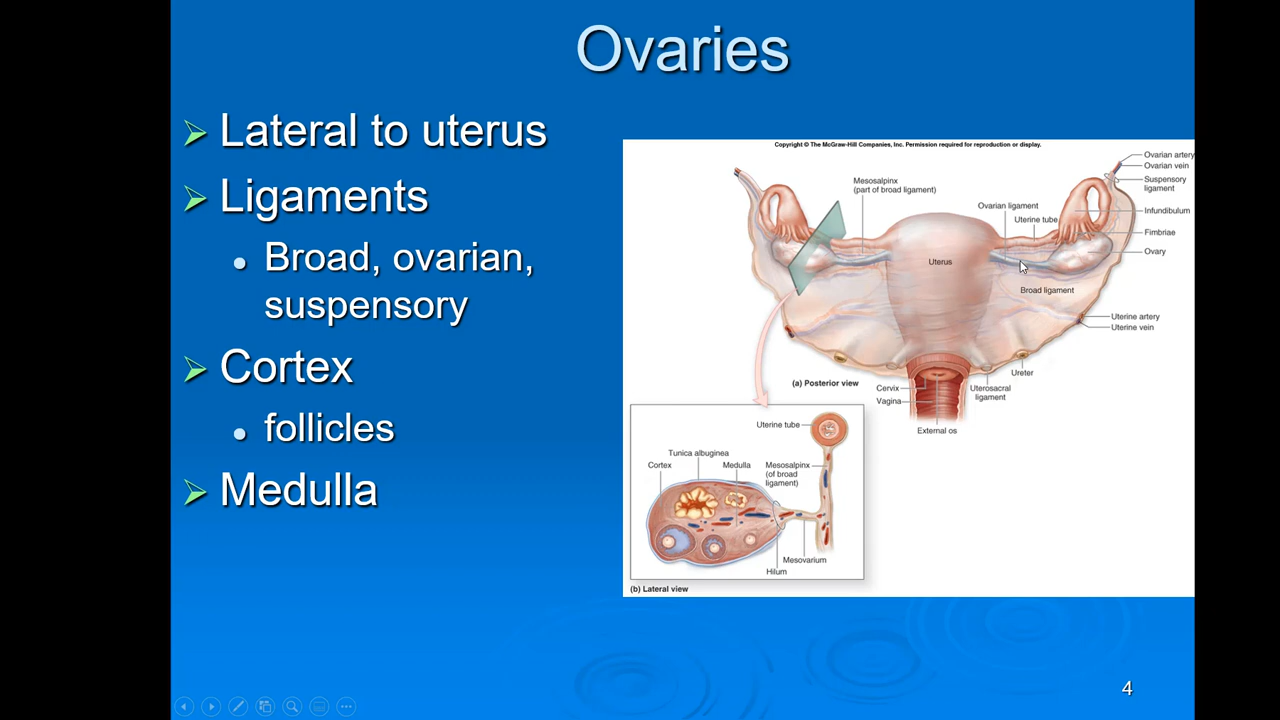 Ovaries
Lateral to uterus
Ligaments
Broad, ovarian,
suspensory
Cortex
follicles
Medulla
Copyright © The McGraw-Hill Companies, Inc. Permission required for reproduction or display.
Mesosalpinx
(part of broad ligament)
Ovarian ligament
Uterine tube
Ovarian artery
Ovarian vein
Suspensory
ligament
Infundibulum
Fimbriae
Ovary
Uterus
Broad ligament
Uterine artery
Uterine vein
Ureter
Uterosacral
ligament
(a) Posterior view
Cervix
Vagina
External os
Uterine tube
Tunica albuginea
Cortex
Medulla
Mesosalpinx
(of broad
ligament)
Mesovarium
Hilum
(b) Lateral view
4